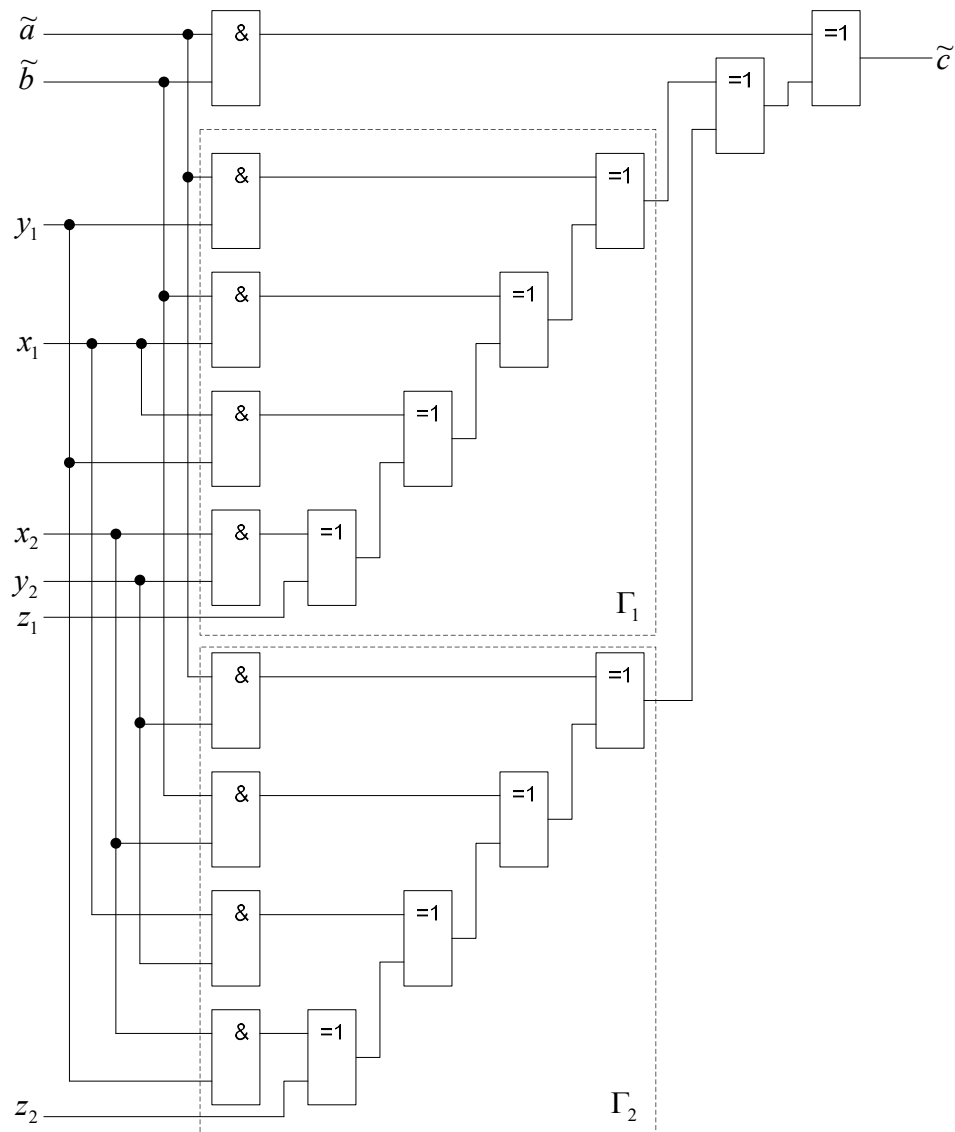 ã & =1
b̃ =1 c̃
& =1
y₁
& =1
x₁
& =1
x₂ & =1
y₂
z₁ Γ₁
& =1
& =1
& =1
& =1
z₂ Γ₂